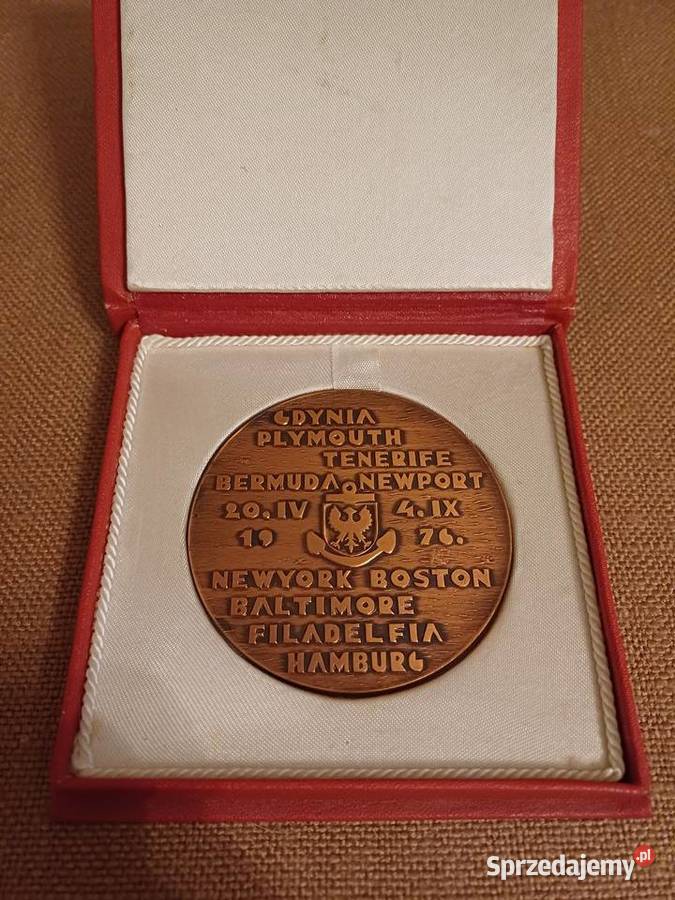 GDYNIA
PLYMOUTH
TENERIFE
BERMUDA NEWPORT
20.IV 4.IX
19 76.
NEWYORK BOSTON
BALTIMORE
FILADELFIA
HAMBURG
Sprzedajemy.pl